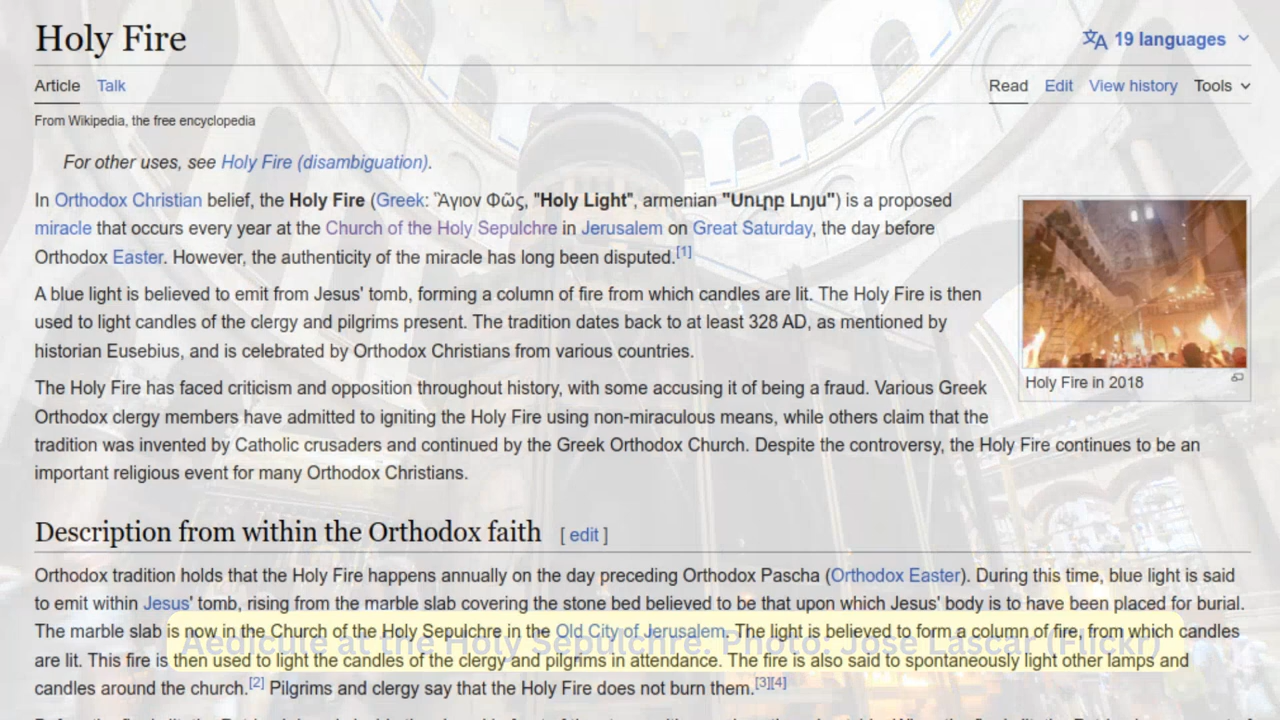 Holy Fire
19 languages
Article Talk
Read Edit View history Tools
From Wikipedia, the free encyclopedia
For other uses, see Holy Fire (disambiguation).
In Orthodox Christian belief, the Holy Fire (Greek: Ἅγιον Φῶς, "Holy Light", armenian "Սուրբ Լույս") is a proposed
miracle that occurs every year at the Church of the Holy Sepulchre in Jerusalem on Great Saturday, the day before
Orthodox Easter. However, the authenticity of the miracle has long been disputed.[1]
A blue light is believed to emit from Jesus' tomb, forming a column of fire from which candles are lit. The Holy Fire is then
used to light candles of the clergy and pilgrims present. The tradition dates back to at least 328 AD, as mentioned by
historian Eusebius, and is celebrated by Orthodox Christians from various countries.
The Holy Fire has faced criticism and opposition throughout history, with some accusing it of being a fraud. Various Greek
Orthodox clergy members have admitted to igniting the Holy Fire using non-miraculous means, while others claim that the
tradition was invented by Catholic crusaders and continued by the Greek Orthodox Church. Despite the controversy, the Holy Fire continues to be an
important religious event for many Orthodox Christians.
Holy Fire in 2018
Description from within the Orthodox faith [ edit ]
Orthodox tradition holds that the Holy Fire happens annually on the day preceding Orthodox Pascha (Orthodox Easter). During this time, blue light is said
to emit within Jesus' tomb, rising from the marble slab covering the stone bed believed to be that upon which Jesus' body is to have been placed for burial.
The marble slab is now in the Church of the Holy Sepulchre in the Old City of Jerusalem. The light is believed to form a column of fire, from which candles
are lit. This fire is then used to light the candles of the clergy and pilgrims in attendance. The fire is also said to spontaneously light other lamps and
candles around the church.[2] Pilgrims and clergy say that the Holy Fire does not burn them.[3][4]
Aedicule at the Holy Sepulchre. Photo: Jose Lascar (Flickr)